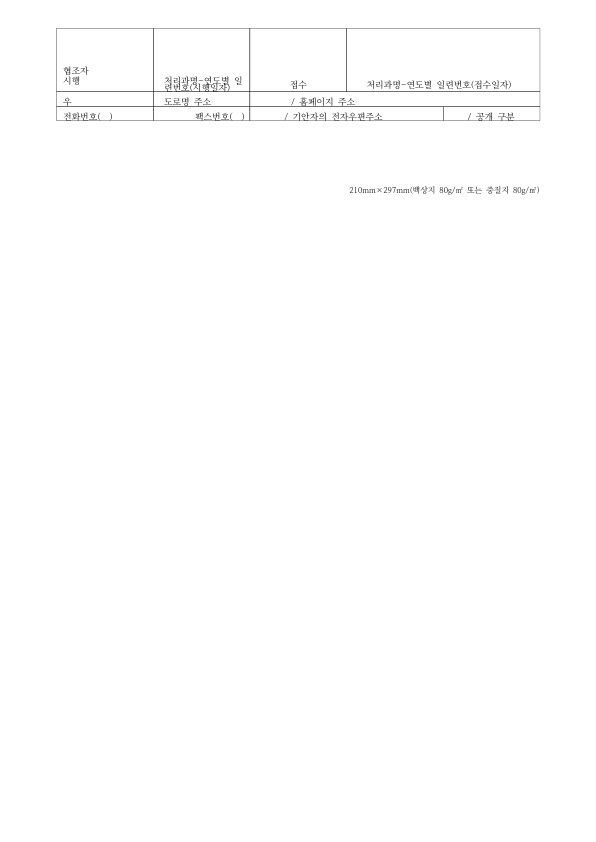 협조자
시행 처리과명-연도별 일
련번호(시행일자) 접수 처리과명-연도별 일련번호(접수일자)
우 도로명 주소 / 홈페이지 주소
전화번호( ) 팩스번호( ) / 기안자의 전자우편주소 / 공개 구분
210mm×297mm(백상지 80g/㎡ 또는 중질지 80g/㎡)